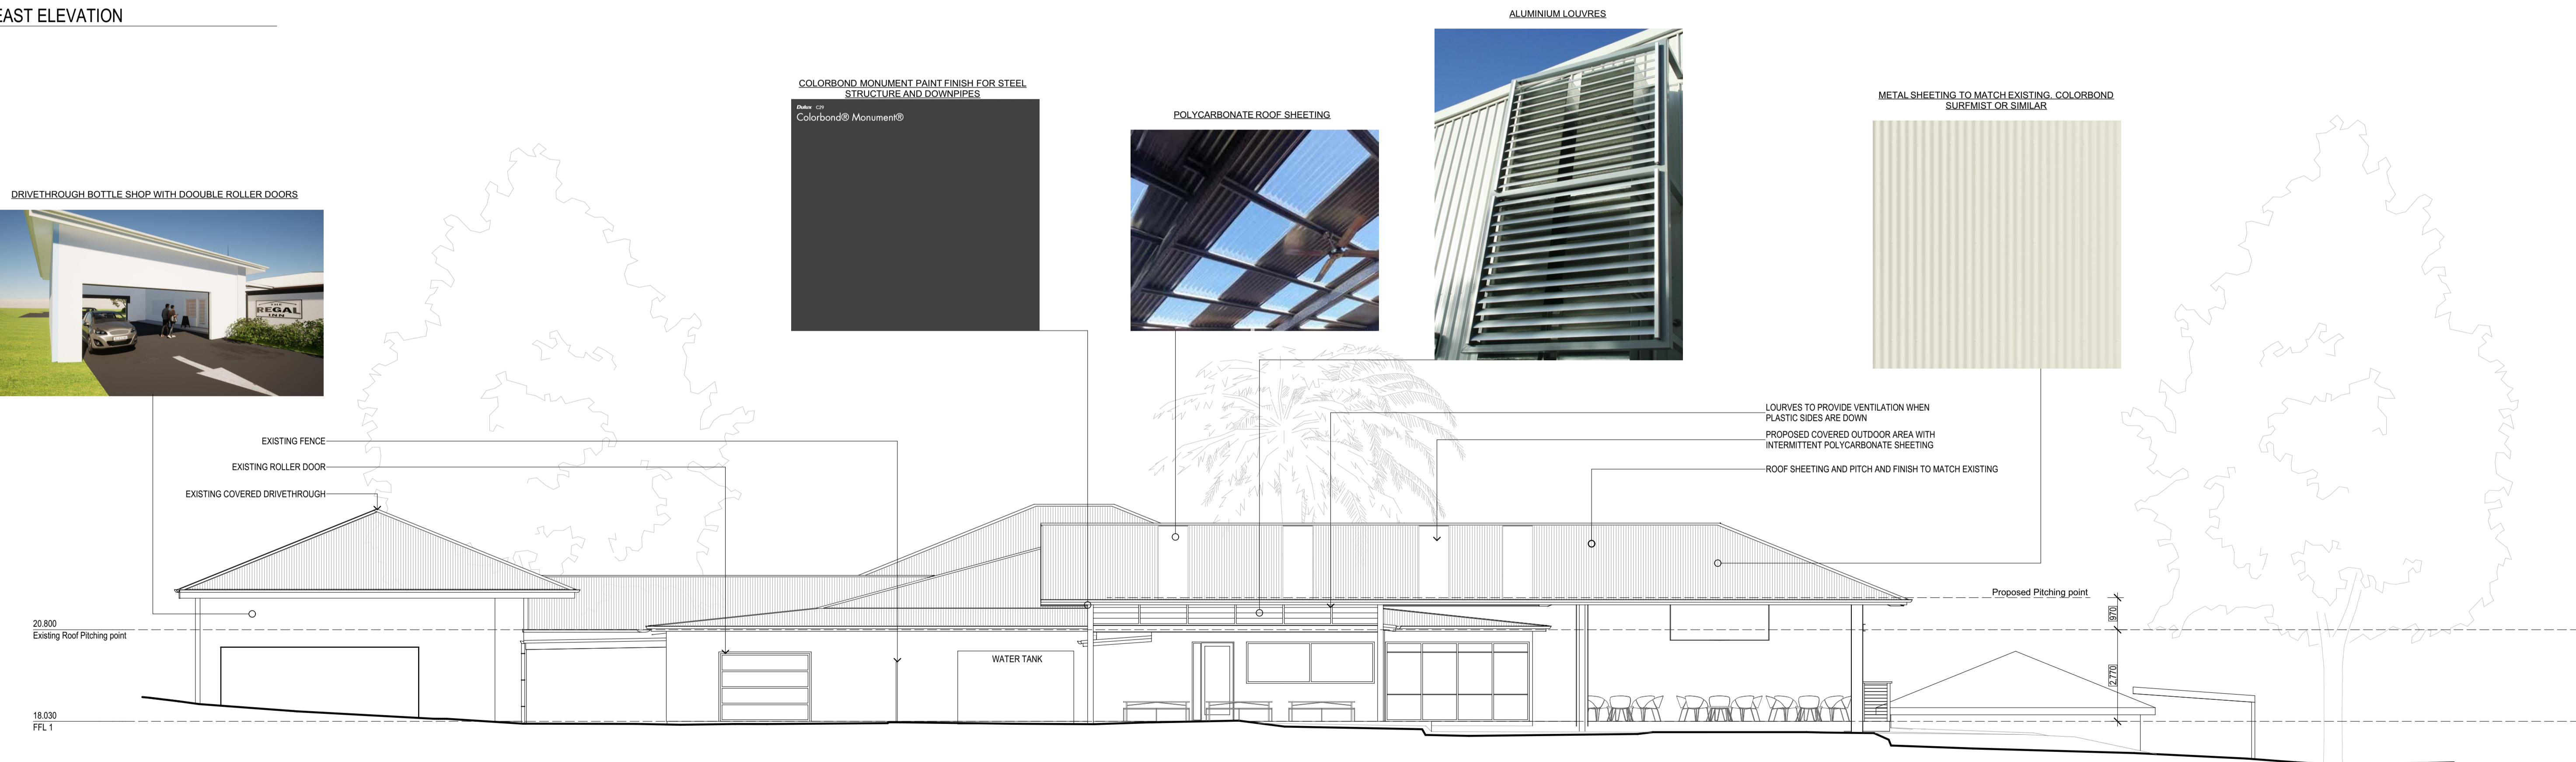 EAST ELEVATION
ALUMINIUM LOUVRES
COLORBOND MONUMENT PAINT FINISH FOR STEEL
STRUCTURE AND DOWNPIPES
Dulux C29
Colorbond® Monument®
POLYCARBONATE ROOF SHEETING
METAL SHEETING TO MATCH EXISTING. COLORBOND
SURFMIST OR SIMILAR
DRIVETHROUGH BOTTLE SHOP WITH DOOUBLE ROLLER DOORS
THE
REGAL
INN
LOURVES TO PROVIDE VENTILATION WHEN
PLASTIC SIDES ARE DOWN
PROPOSED COVERED OUTDOOR AREA WITH
INTERMITTENT POLYCARBONATE SHEETING
ROOF SHEETING AND PITCH AND FINISH TO MATCH EXISTING
EXISTING FENCE
EXISTING ROLLER DOOR
EXISTING COVERED DRIVETHROUGH
Proposed Pitching point
970
20.800
Existing Roof Pitching point
WATER TANK
2,770
18.030
FFL 1